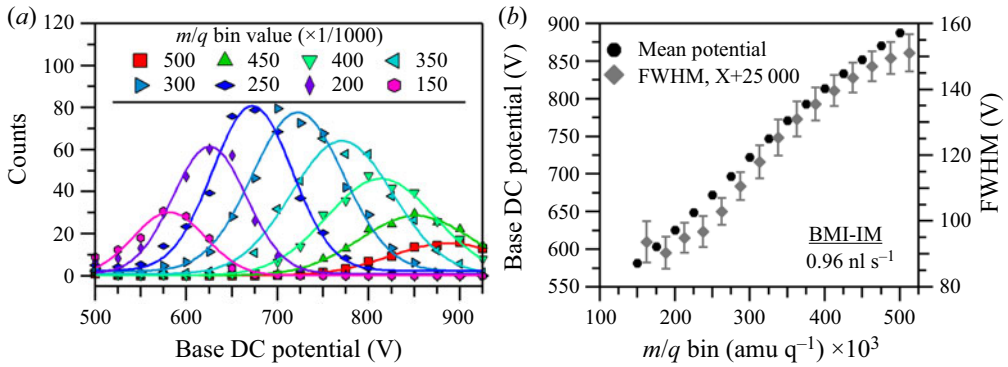 (a)
120
100
80
60
40
20
0
Counts
m/q bin value (×1/1000)
500 450 400 350
300 250 200 150
500 600 700 800 900
Base DC potential (V)
(b)
900
850
800
750
700
650
600
550
Base DC potential (V)
Mean potential
FWHM, X+25 000
BMI-IM
0.96 nl s⁻¹
160
140
120
100
80
FWHM (V)
100 200 300 400 500
m/q bin (amu q⁻¹) ×10³